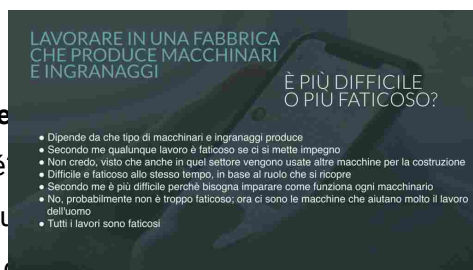 LAVORARE IN UNA FABBRICA
CHE PRODUCE MACCHINARI
E INGRANAGGI
È PIÙ DIFFICILE
O PIÙ FATICOSO?
● Dipende da che tipo di macchinari e ingranaggi produce
● Secondo me qualunque lavoro è faticoso se ci si mette impegno
● Non credo, visto che anche in quel settore vengono usate altre macchine per la costruzione
● Difficile e faticoso allo stesso tempo, in base al ruolo che si ricopre
● Secondo me è più difficile perché bisogna imparare come funziona ogni macchinario
● No, probabilmente non è troppo faticoso; ora ci sono le macchine che aiutano molto il lavoro
dell'uomo
● Tutti i lavori sono faticosi